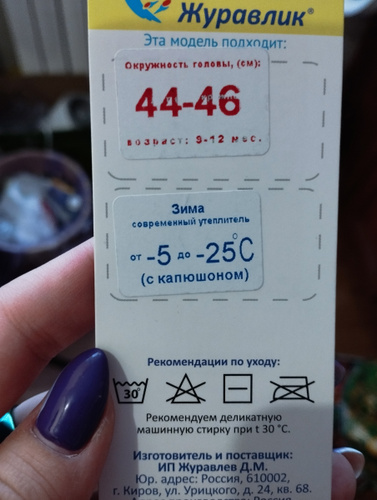 Журавлик®
Эта модель подходит:
Окружность головы, (см):
44-46
возраст: 9-12 мес.
Зима
современный утеплитель
от -5 до -25°C
(с капюшоном)
Рекомендации по уходу:
30
Рекомендуем деликатную
машинную стирку при t 30 °C.
Изготовитель и поставщик:
ИП Журавлев Д.М.
Юр. адрес: Россия, 610002,
г. Киров, ул. Урицкого, д. 24, кв. 68.